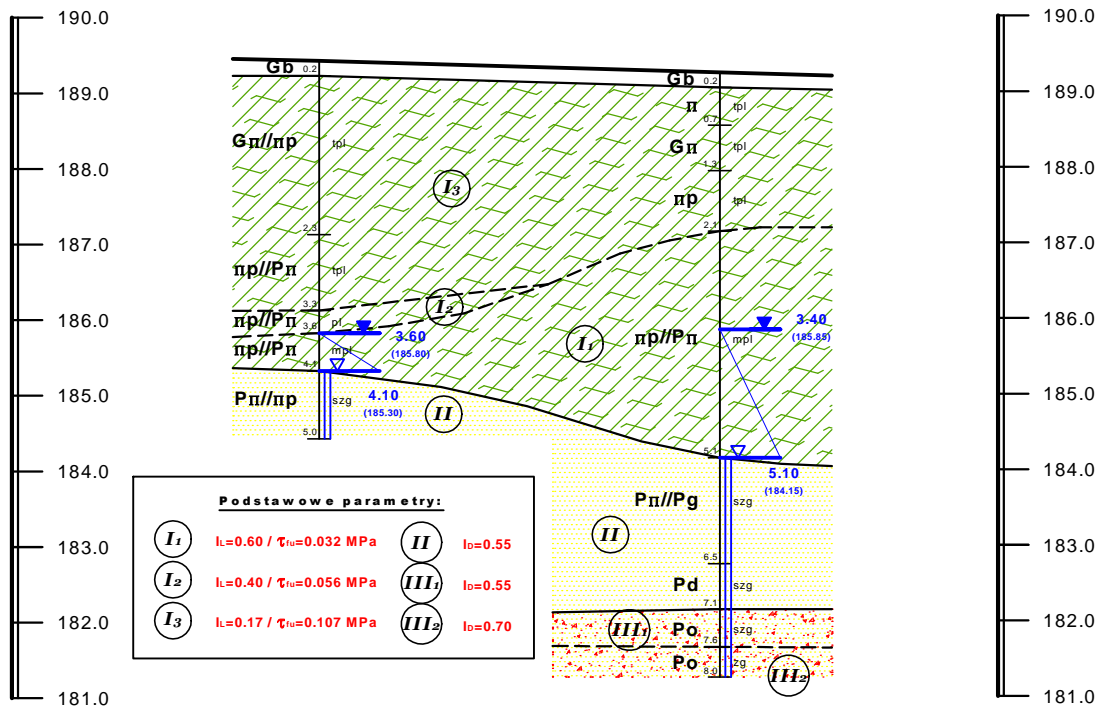 190.0
189.0
188.0
187.0
186.0
185.0
184.0
183.0
182.0
181.0
Gb 0.2
Gπ//πp tpl
2.3
πp//Pπ tpl
3.3
πp//Pπ pl
3.6
πp//Pπ mpl
4.1
Pπ//πp szg
5.0
3.60
(185.80)
4.10
(185.30)
I3
I2
I1
II
II
III1
III2
Gb 0.2
π tpl
0.7
Gπ tpl
1.3
πp tpl
2.1
πp//Pπ mpl
5.1
Pπ//Pg szg
6.5
Pd szg
7.1
Po szg
7.6
Po zg
8.0
3.40
(185.85)
5.10
(184.15)
Podstawowe parametry:
I1 IL=0.60 / τfu=0.032 MPa II ID=0.55
I2 IL=0.40 / τfu=0.056 MPa III1 ID=0.55
I3 IL=0.17 / τfu=0.107 MPa III2 ID=0.70
190.0
189.0
188.0
187.0
186.0
185.0
184.0
183.0
182.0
181.0